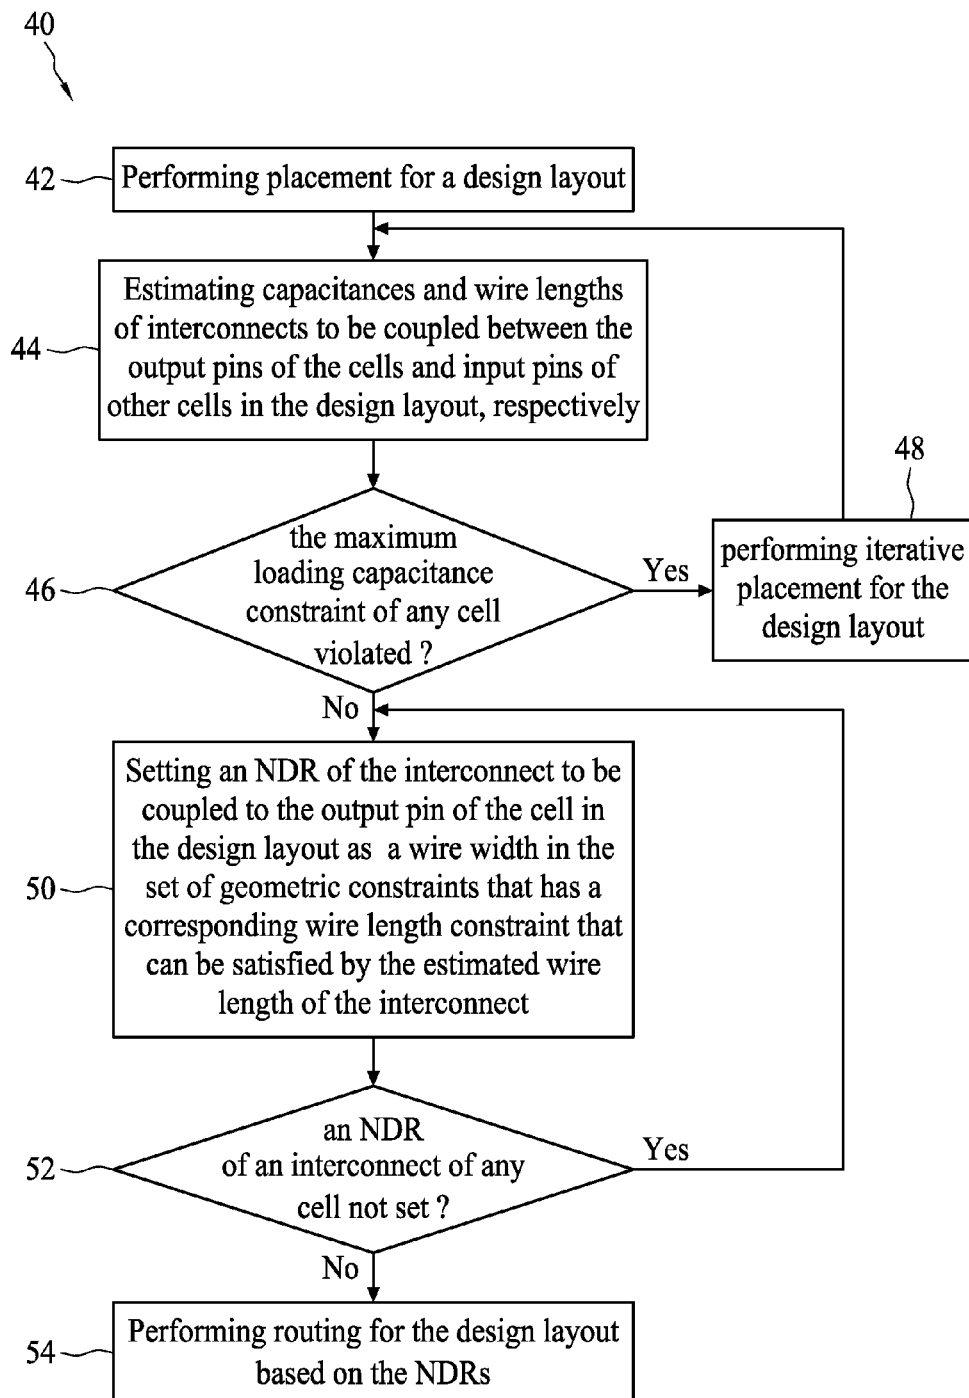 40
42
Performing placement for a design layout
44
Estimating capacitances and wire lengths
of interconnects to be coupled between the
output pins of the cells and input pins of
other cells in the design layout, respectively
46
the maximum
loading capacitance
constraint of any cell
violated ?
Yes
48
performing iterative
placement for the
design layout
No
50
Setting an NDR of the interconnect to be
coupled to the output pin of the cell in
the design layout as a wire width in the
set of geometric constraints that has a
corresponding wire length constraint that
can be satisfied by the estimated wire
length of the interconnect
52
an NDR
of an interconnect of any
cell not set ?
Yes
No
54
Performing routing for the design layout
based on the NDRs